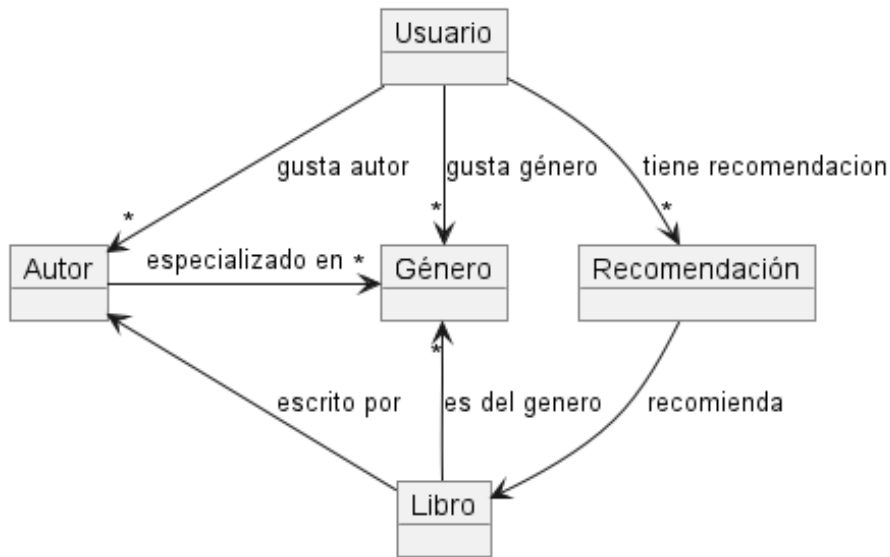 Usuario
gusta autor
gusta género
tiene recomendacion
*
*
*
Autor
especializado en
*
Género
Recomendación
*
escrito por
es del genero
recomienda
Libro